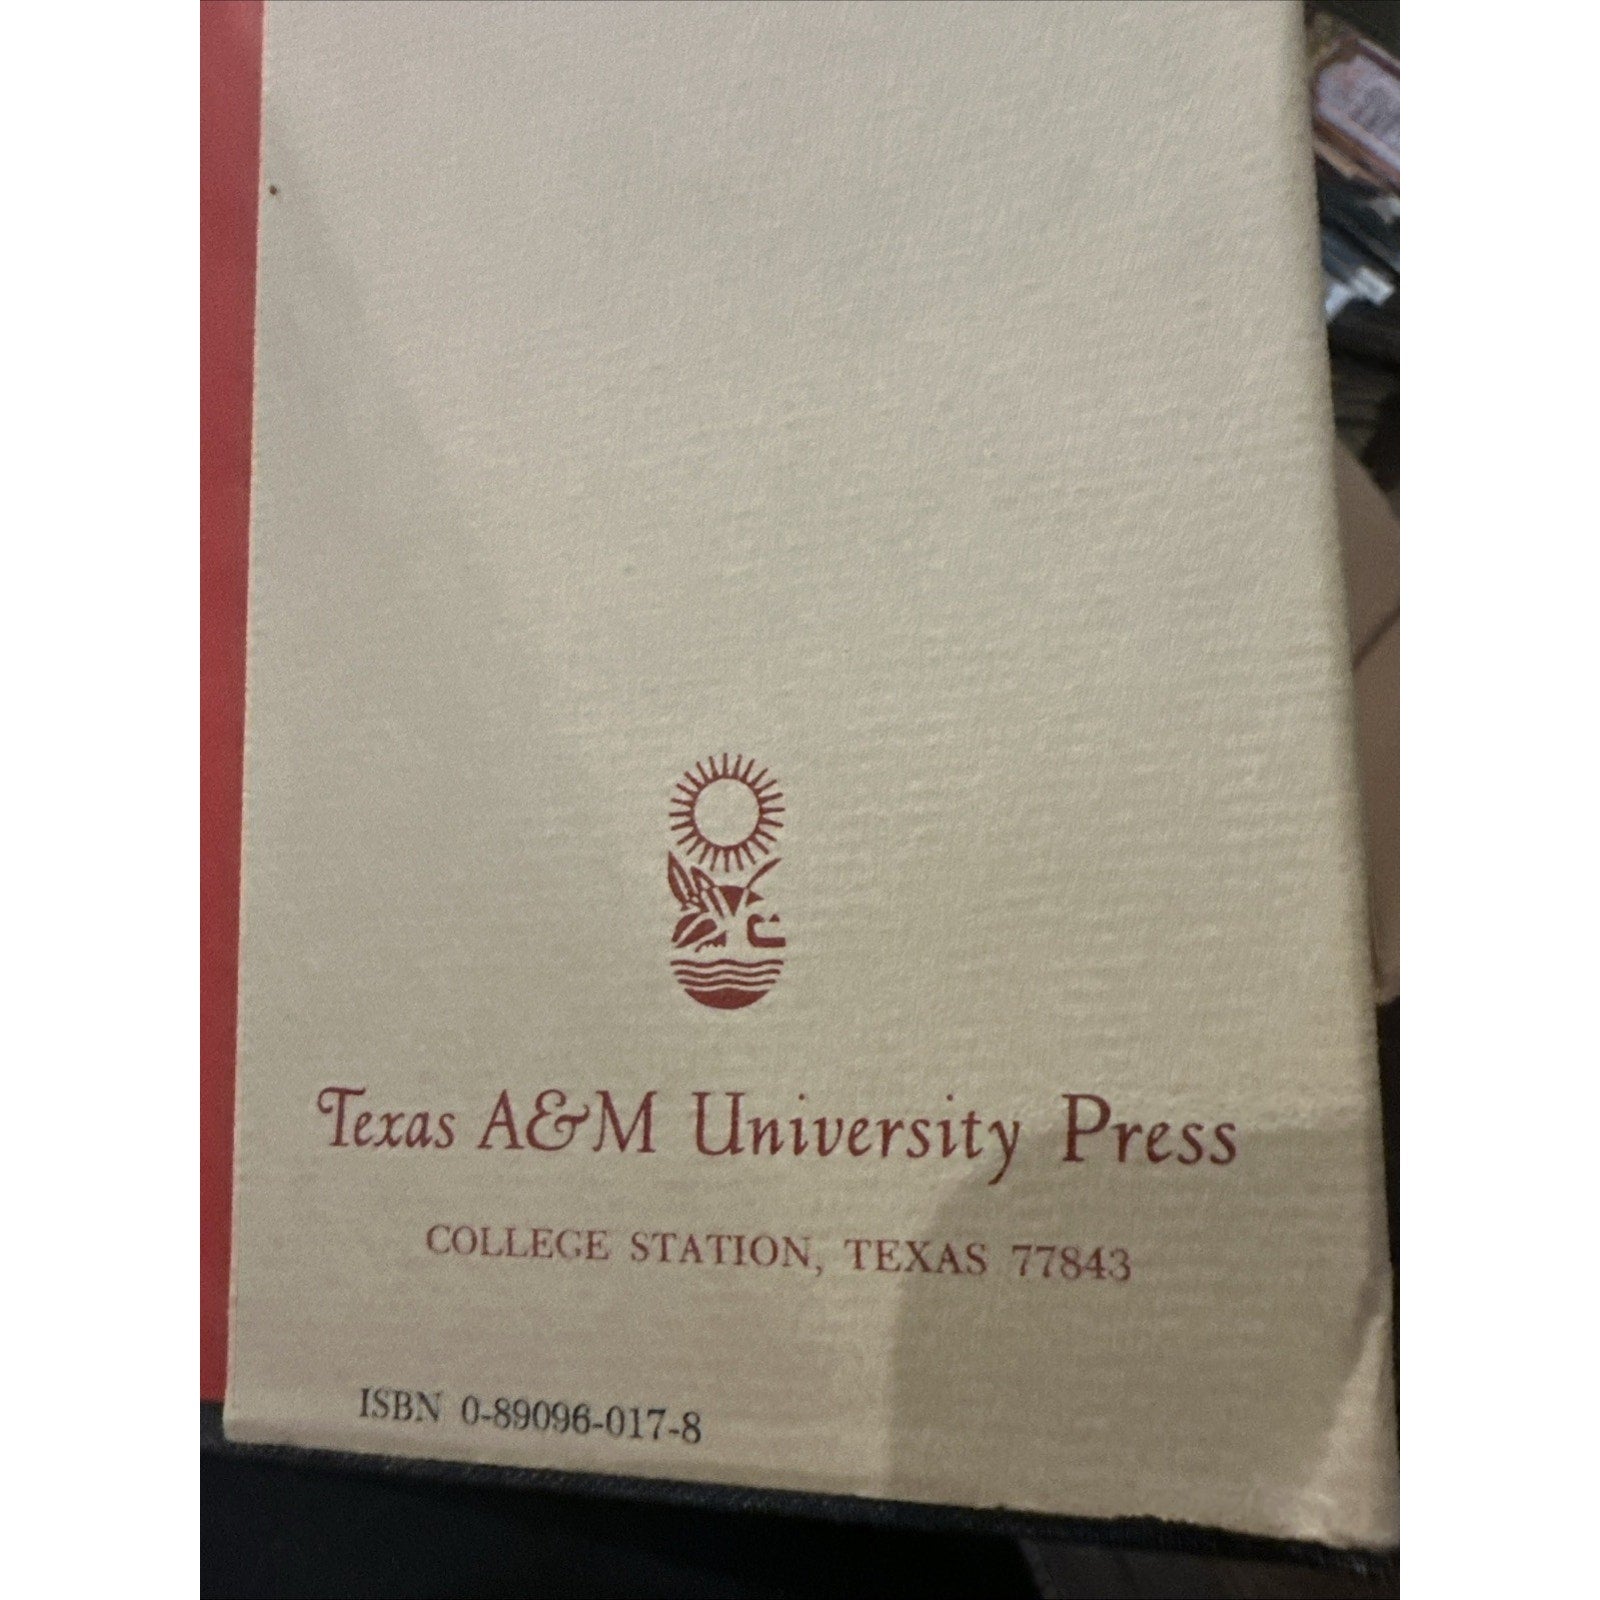 Texas A&M University Press
COLLEGE STATION, TEXAS 77843
ISBN 0-89096-017-8